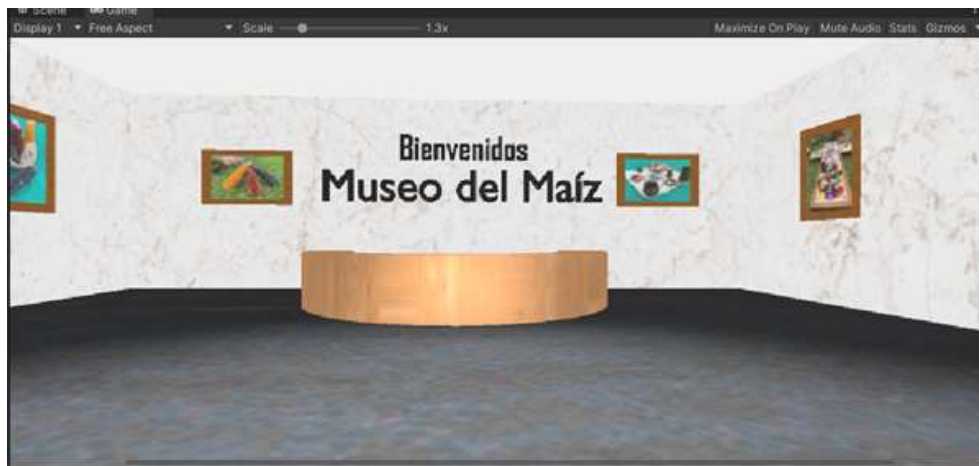 Scene Game
Display 1 Free Aspect Scale 1.3x Maximize On Play Mute Audio Stats Gizmos
Bienvenidos
Museo del Maíz